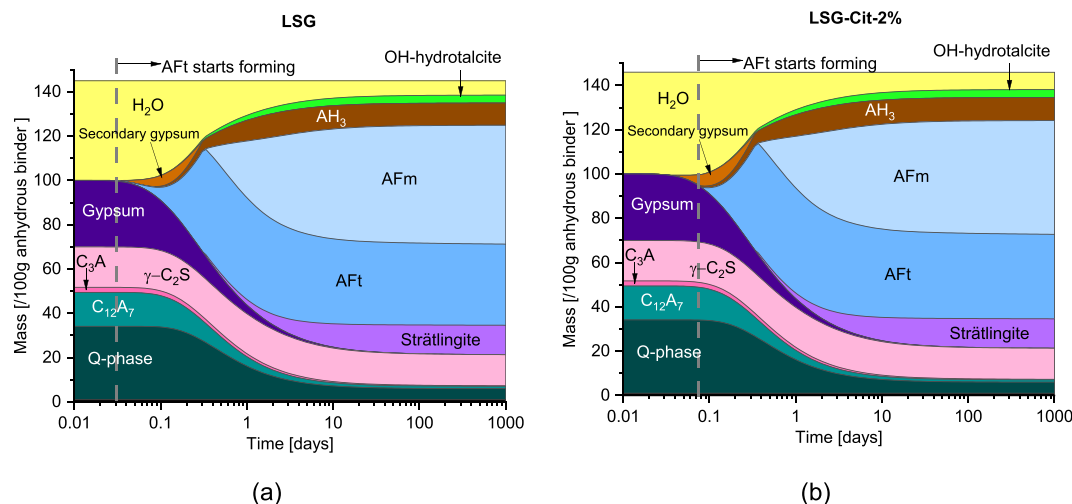 LSG
AFt starts forming
OH-hydrotalcite
H₂O
Secondary gypsum
AH₃
AFm
Gypsum
C₃A
γ–C₂S
AFt
C₁₂A₇
Strätlingite
Q-phase
Mass [/100g anhydrous binder ]
140
120
100
80
60
40
20
0
0.01
0.1
1
10
100
1000
Time [days]
(a)
LSG-Cit-2%
AFt starts forming
OH-hydrotalcite
H₂O
Secondary gypsum
AH₃
AFm
Gypsum
C₃A
γ–C₂S
AFt
C₁₂A₇
Strätlingite
Q-phase
Mass [/100g anhydrous binder ]
140
120
100
80
60
40
20
0
0.01
0.1
1
10
100
1000
Time [days]
(b)